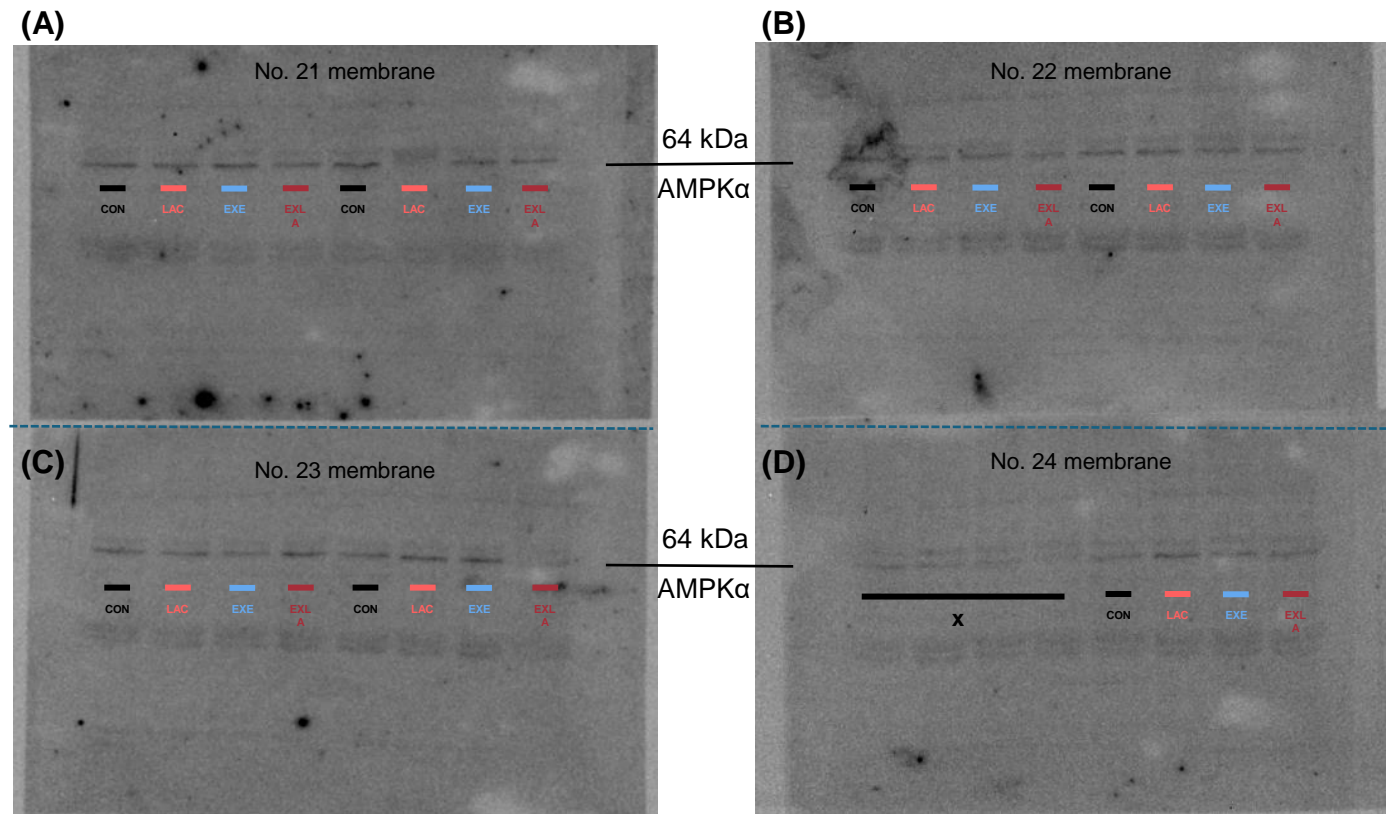 (A)
No. 21 membrane
CON LAC EXE EXL CON LAC EXE EXL
A A
(B)
No. 22 membrane
CON LAC EXE EXL CON LAC EXE EXL
A A
64 kDa
AMPKα
(C)
No. 23 membrane
CON LAC EXE EXL CON LAC EXE EXL
A A
(D)
No. 24 membrane
x CON LAC EXE EXL
A
64 kDa
AMPKα